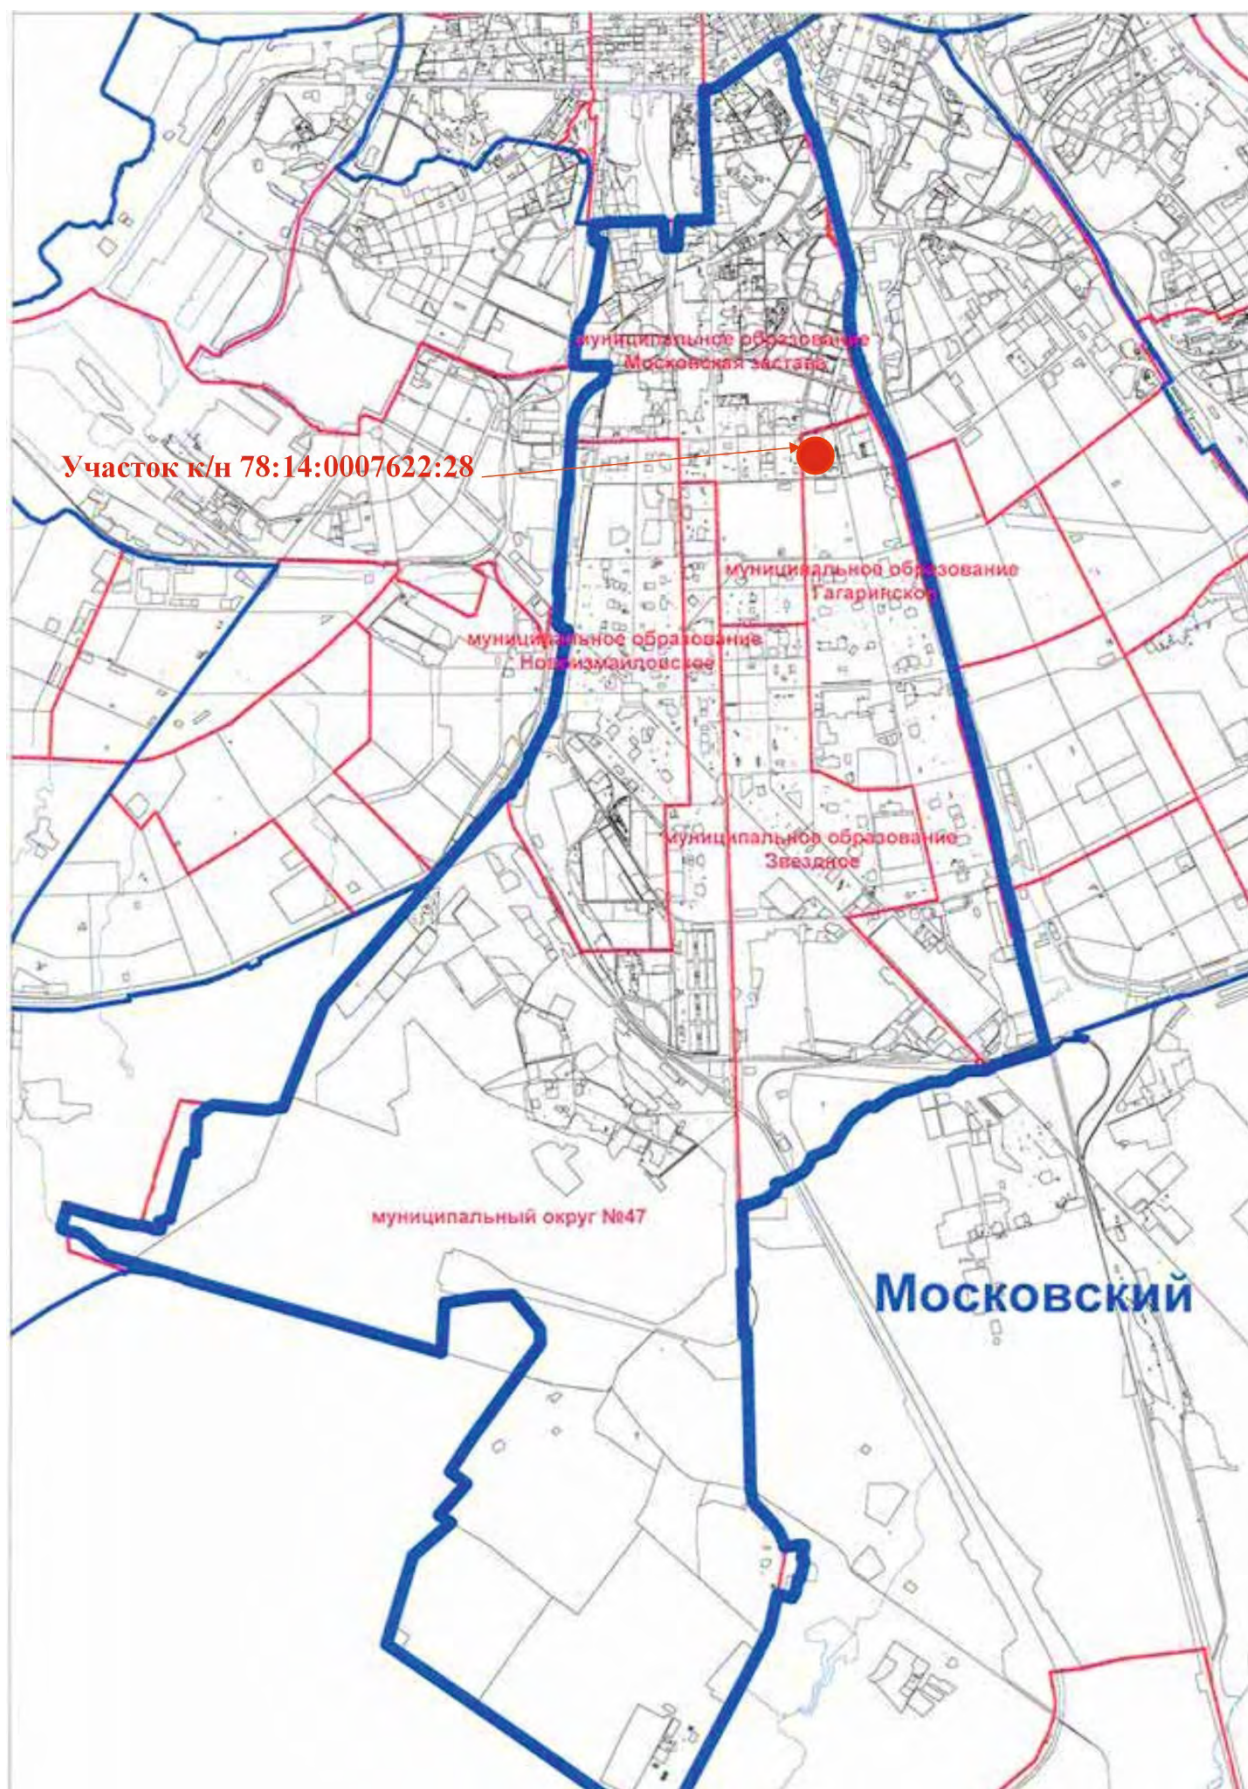 муниципальное образование
Московская застава
Участок к/н 78:14:0007622:28
муниципальное образование
Гагаринское
муниципальное образование
Новоизмайловское
муниципальное образование
Звездное
муниципальный округ №47
Московский